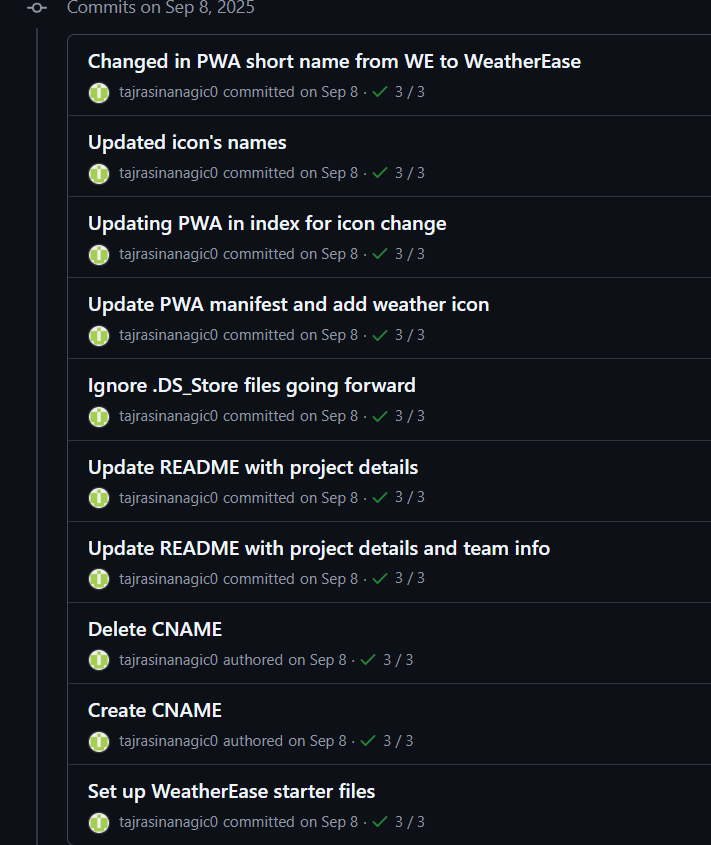 Commits on Sep 8, 2025
Changed in PWA short name from WE to WeatherEase
tajrasinanagic0 committed on Sep 8 · ✓ 3 / 3
Updated icon's names
tajrasinanagic0 committed on Sep 8 · ✓ 3 / 3
Updating PWA in index for icon change
tajrasinanagic0 committed on Sep 8 · ✓ 3 / 3
Update PWA manifest and add weather icon
tajrasinanagic0 committed on Sep 8 · ✓ 3 / 3
Ignore .DS_Store files going forward
tajrasinanagic0 committed on Sep 8 · ✓ 3 / 3
Update README with project details
tajrasinanagic0 committed on Sep 8 · ✓ 3 / 3
Update README with project details and team info
tajrasinanagic0 committed on Sep 8 · ✓ 3 / 3
Delete CNAME
tajrasinanagic0 authored on Sep 8 · ✓ 3 / 3
Create CNAME
tajrasinanagic0 authored on Sep 8 · ✓ 3 / 3
Set up WeatherEase starter files
tajrasinanagic0 committed on Sep 8 · ✓ 3 / 3